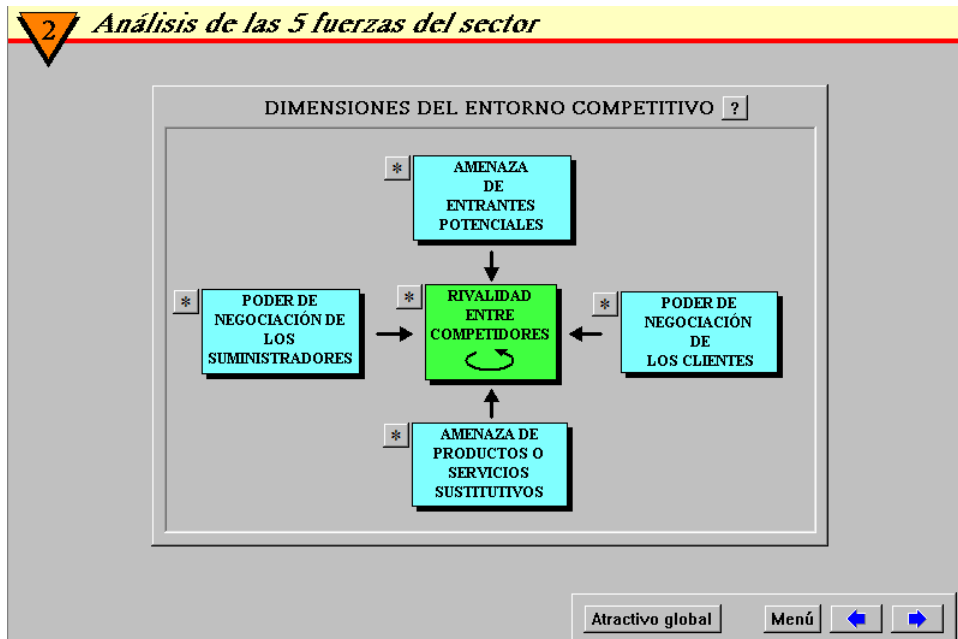 2
Análisis de las 5 fuerzas del sector
DIMENSIONES DEL ENTORNO COMPETITIVO ?
*
AMENAZA
DE
ENTRANTES
POTENCIALES
*
PODER DE
NEGOCIACIÓN DE
LOS
SUMINISTRADORES
*
RIVALIDAD
ENTRE
COMPETIDORES
*
PODER DE
NEGOCIACIÓN
DE
LOS CLIENTES
*
AMENAZA DE
PRODUCTOS O
SERVICIOS
SUSTITUTIVOS
Atractivo global
Menú